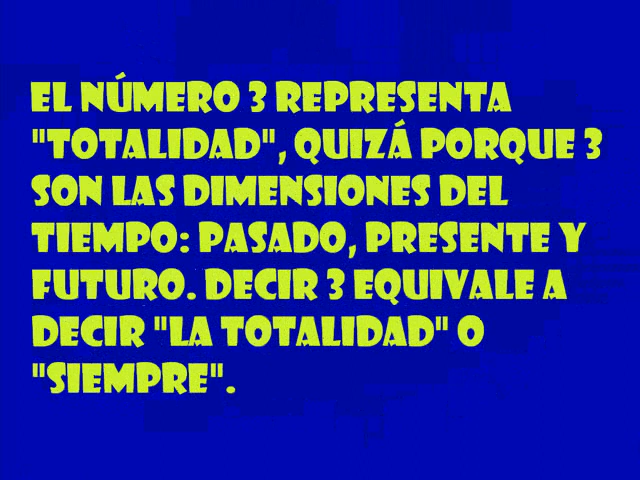 EL NÚMERO 3 REPRESENTA
"TOTALIDAD", QUIZÁ PORQUE 3
SON LAS DIMENSIONES DEL
TIEMPO: PASADO, PRESENTE Y
FUTURO. DECIR 3 EQUIVALE A
DECIR "LA TOTALIDAD" O
"SIEMPRE".